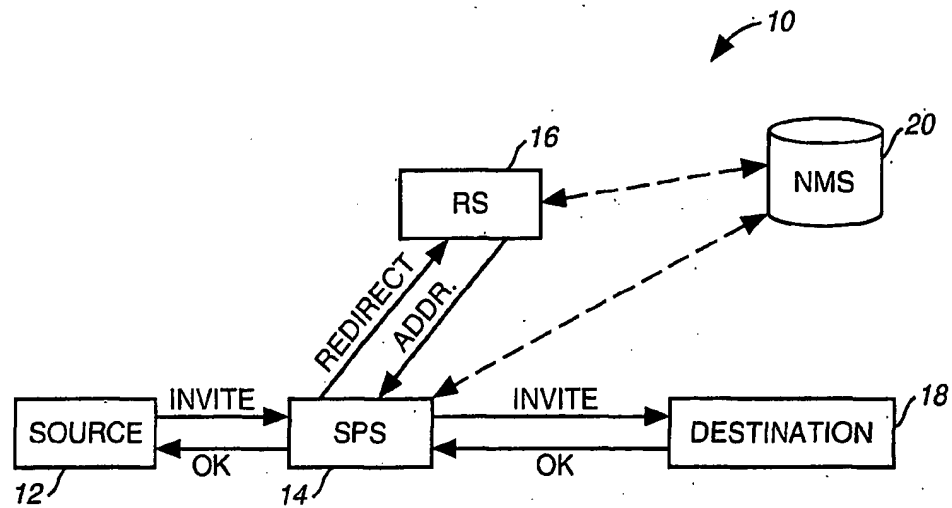 10
20
16
NMS
RS
REDIRECT
ADDR.
INVITE
INVITE
18
SOURCE
SPS
DESTINATION
OK
OK
12
14